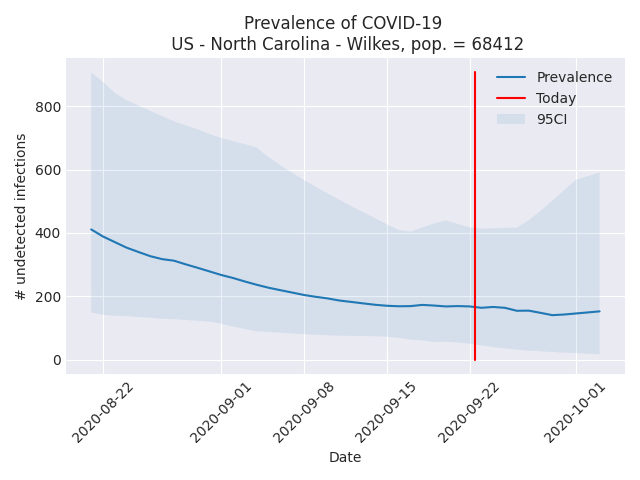 Prevalence of COVID-19
US - North Carolina - Wilkes, pop. = 68412
Prevalence
Today
95CI
# undetected infections
800
600
400
200
0
2020-08-22
2020-09-01
2020-09-08
2020-09-15
2020-09-22
2020-10-01
Date